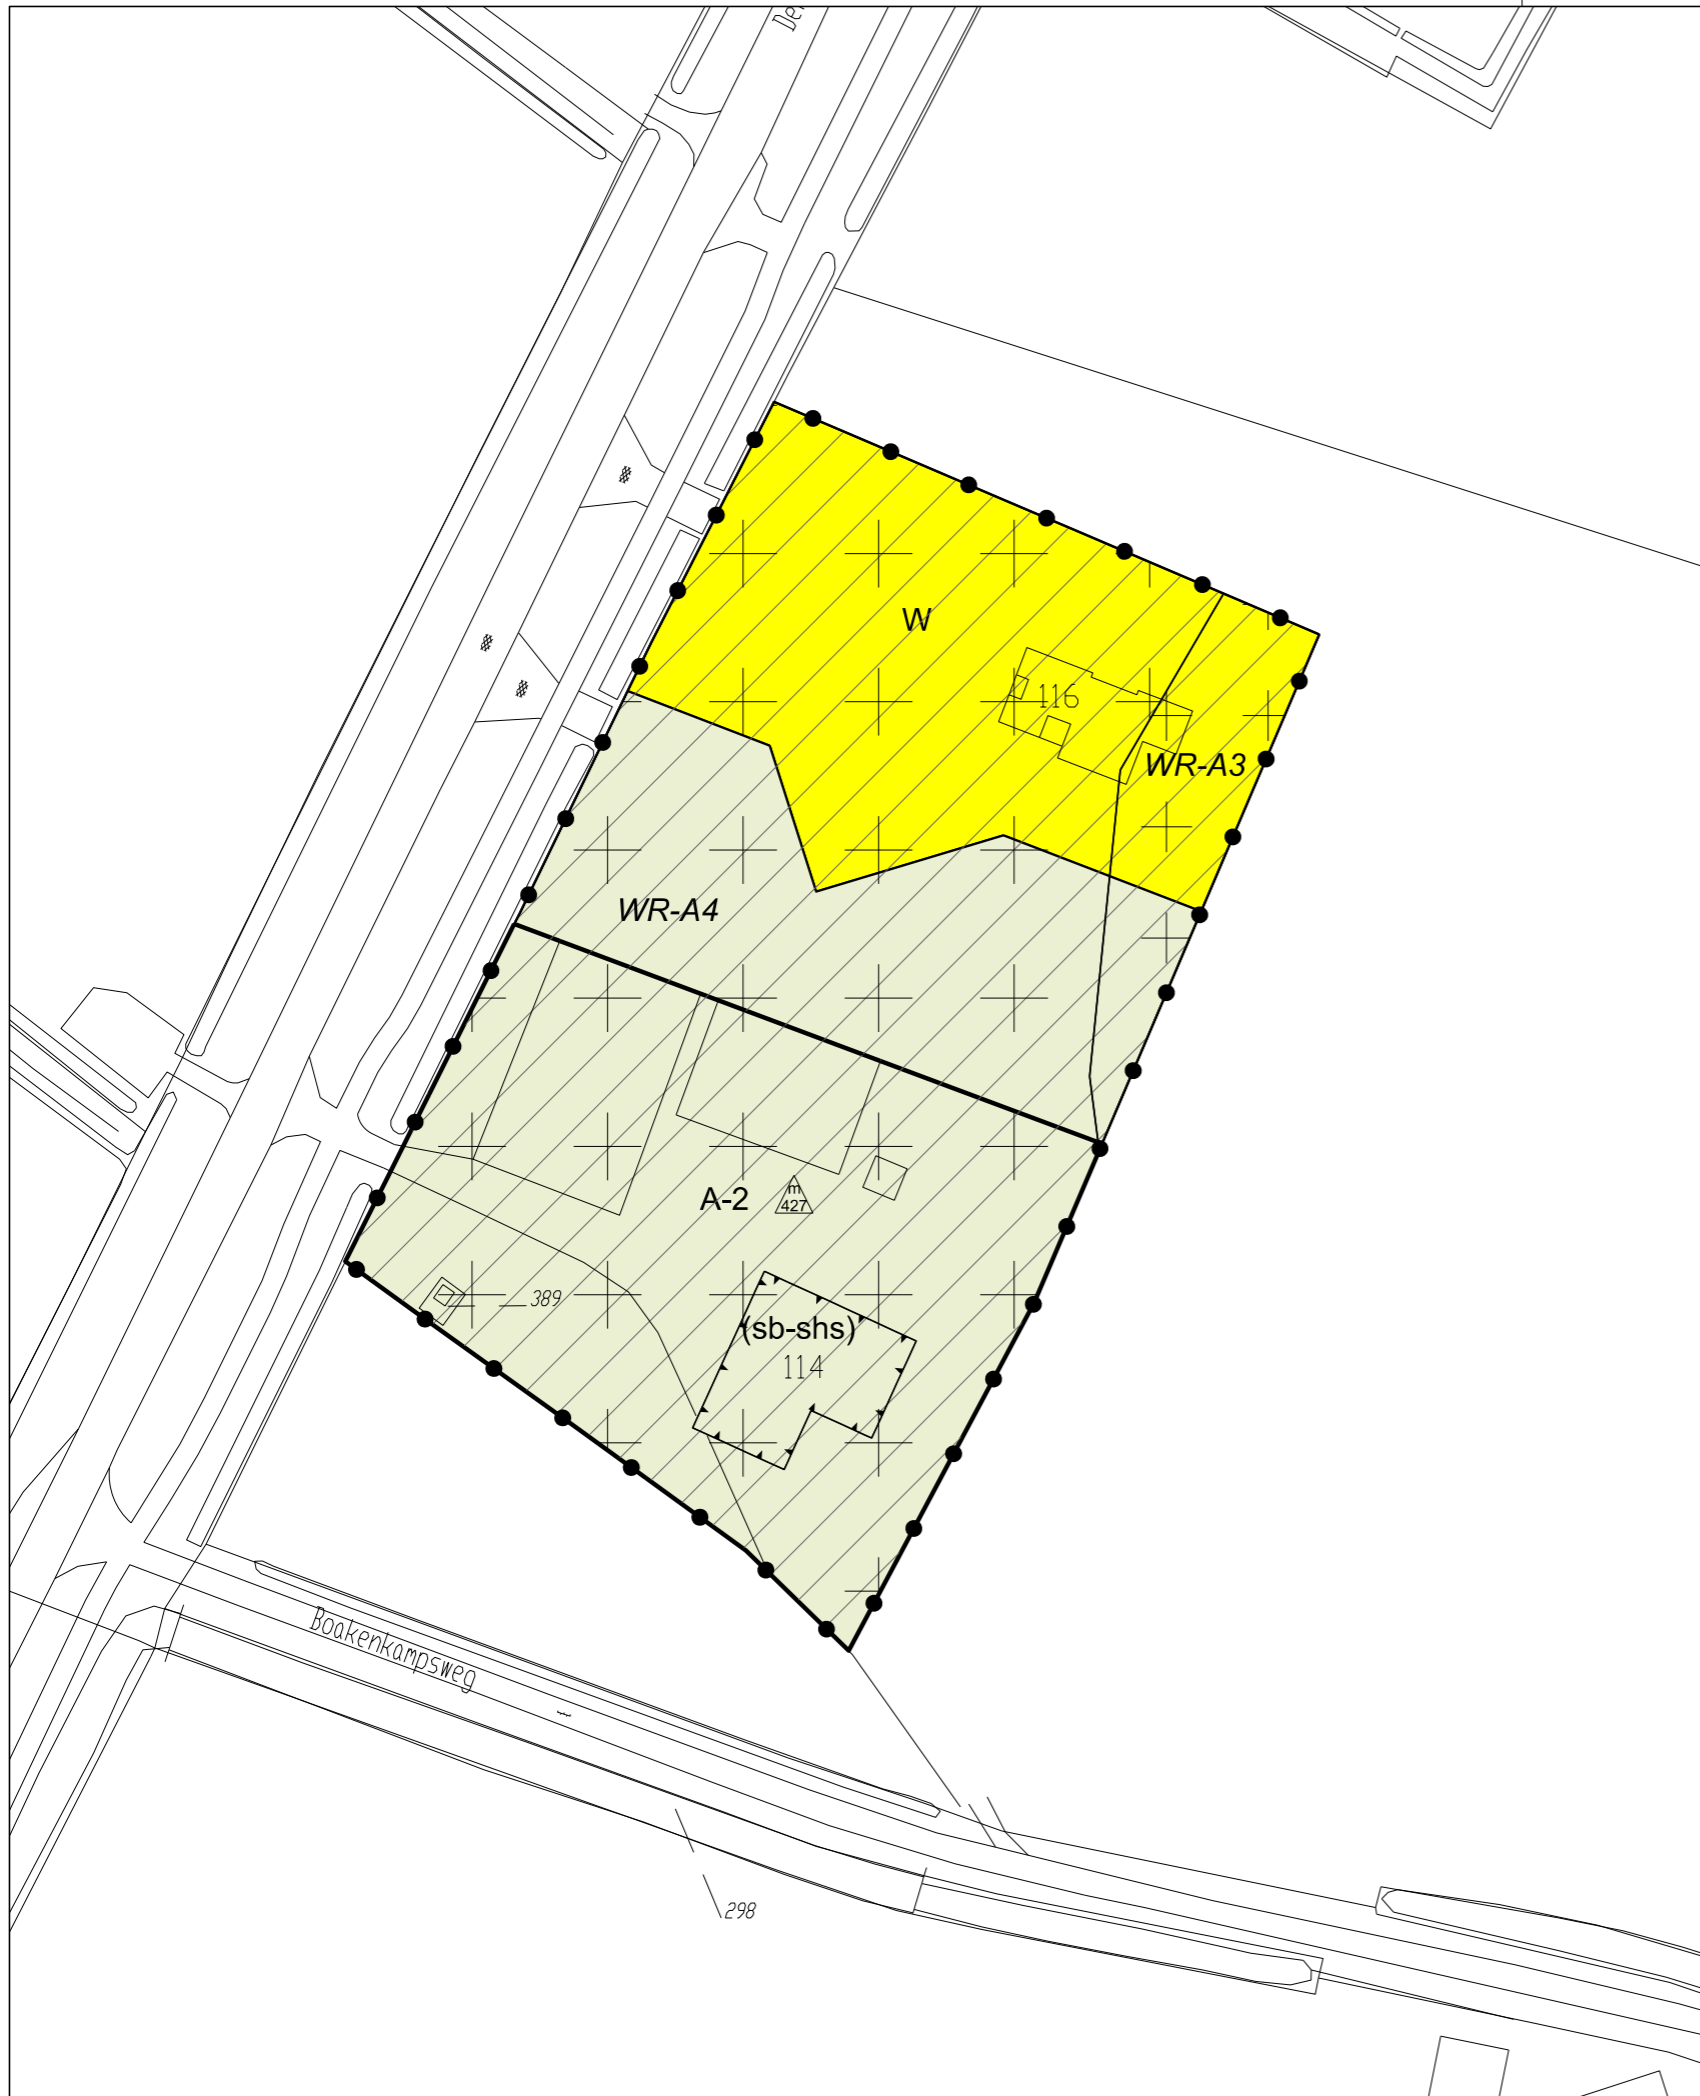 W
116
WR-A3
WR-A4
A-2
m
427
389
(sb-shs)
114
Boakenkampsweg
298